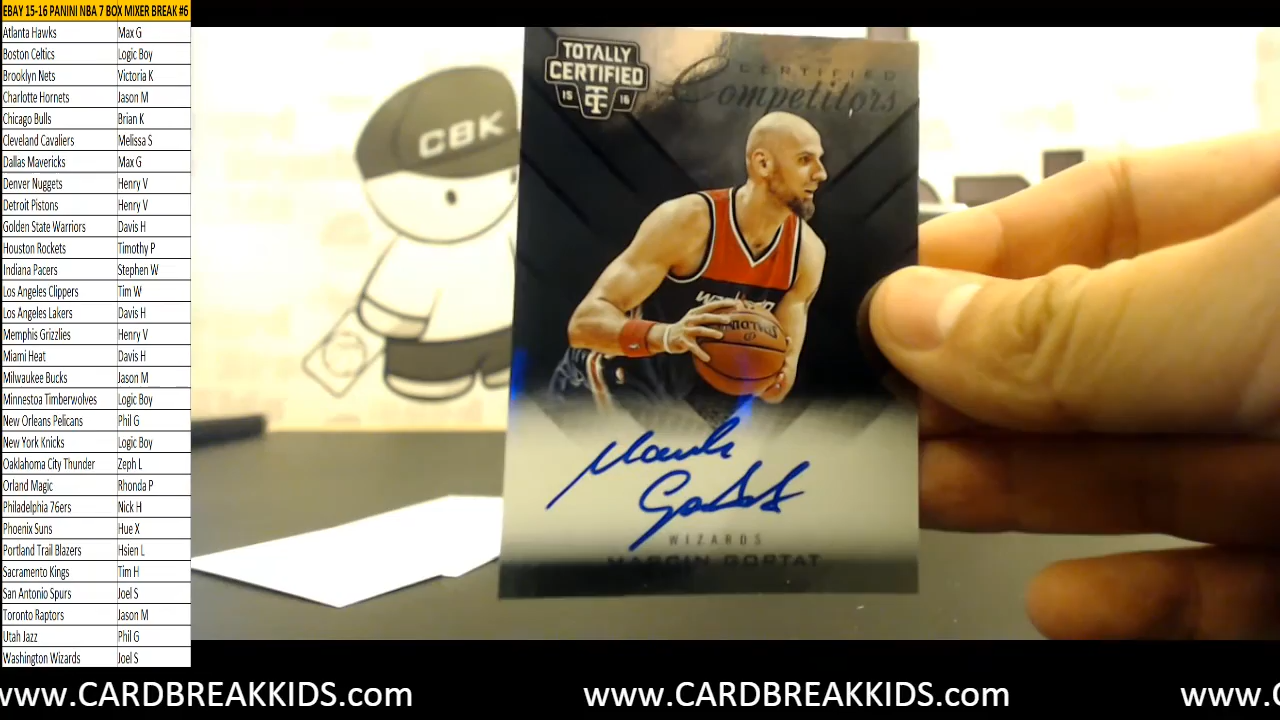 EBAY 15-16 PANINI NBA 7 BOX MIXER BREAK #6
Atlanta Hawks Max G
Boston Celtics Logic Boy
Brooklyn Nets Victoria K
Charlotte Hornets Jason M
Chicago Bulls Brian K
Cleveland Cavaliers Melissa S
Dallas Mavericks Max G
Denver Nuggets Henry V
Detroit Pistons Henry V
Golden State Warriors Davis H
Houston Rockets Timothy P
Indiana Pacers Stephen W
Los Angeles Clippers Tim W
Los Angeles Lakers Davis H
Memphis Grizzlies Henry V
Miami Heat Davis H
Milwaukee Bucks Jason M
Minnestoa Timberwolves Logic Boy
New Orleans Pelicans Phil G
New York Knicks Logic Boy
Oaklahoma City Thunder Zeph L
Orland Magic Rhonda P
Philadelphia 76ers Nick H
Phoenix Suns Hue X
Portland Trail Blazers Hsien L
Sacramento Kings Tim H
San Antonio Spurs Joel S
Toronto Raptors Jason M
Utah Jazz Phil G
Washington Wizards Joel S
CBK
TOTALLY
CERTIFIED
15 16
CERTIFIED
Competitors
SPALDING
Marcin
Gortat
WIZARDS
MARCIN GORTAT
www.CARDBREAKKIDS.com www.CARDBREAKKIDS.com www.C